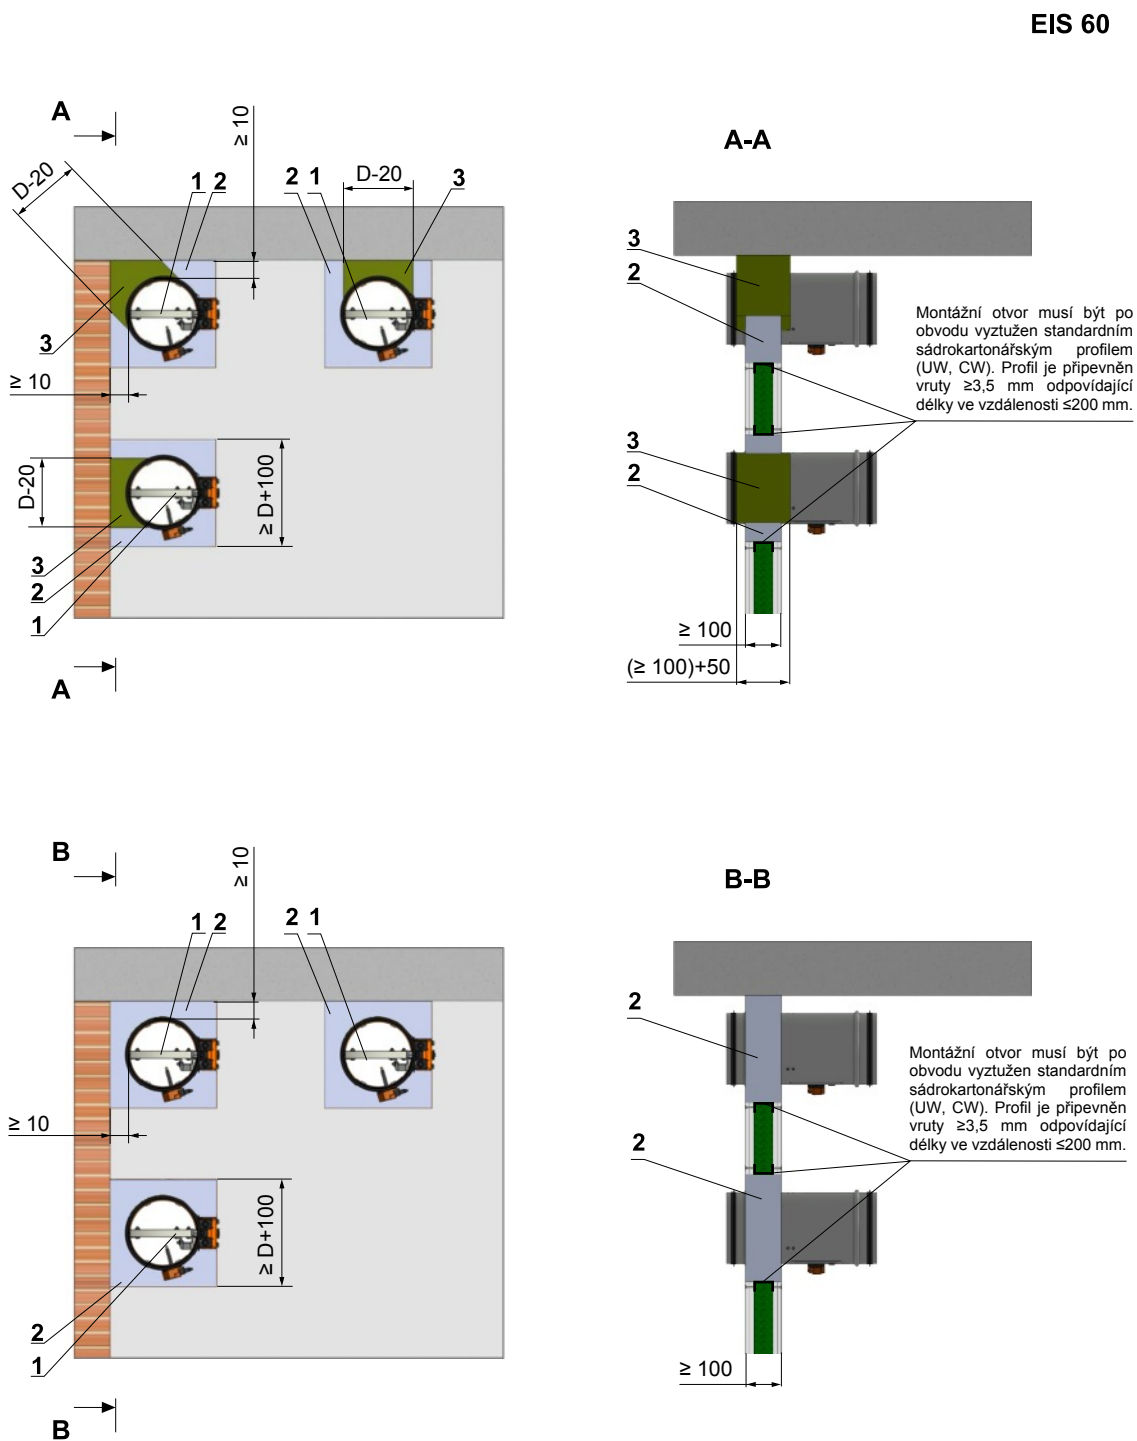 EIS 60
A
≥ 10
D-20
1 2
2 1
D-20
3
3
≥ 10
D-20
≥ D+100
3
2
1
A
A-A
3
2
Montážní otvor musí být po
obvodu vyztužen standardním
sádrokartonářským profilem
(UW, CW). Profil je připevněn
vruty ≥3,5 mm odpovídající
délky ve vzdálenosti ≤200 mm.
3
2
≥ 100
(≥ 100)+50
B
≥ 10
1 2
2 1
≥ 10
≥ D+100
2
1
B
B-B
2
Montážní otvor musí být po
obvodu vyztužen standardním
sádrokartonářským profilem
(UW, CW). Profil je připevněn
vruty ≥3,5 mm odpovídající
délky ve vzdálenosti ≤200 mm.
2
≥ 100